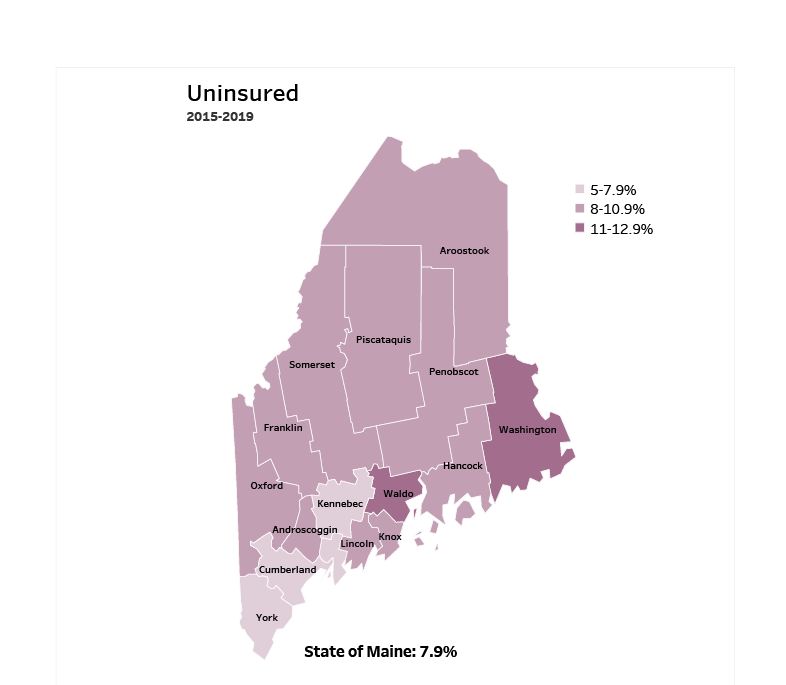 Uninsured
2015-2019
5-7.9%
8-10.9%
11-12.9%
Aroostook
Piscataquis
Somerset
Penobscot
Franklin
Washington
Hancock
Oxford
Waldo
Kennebec
Androscoggin
Knox
Lincoln
Cumberland
York
State of Maine: 7.9%